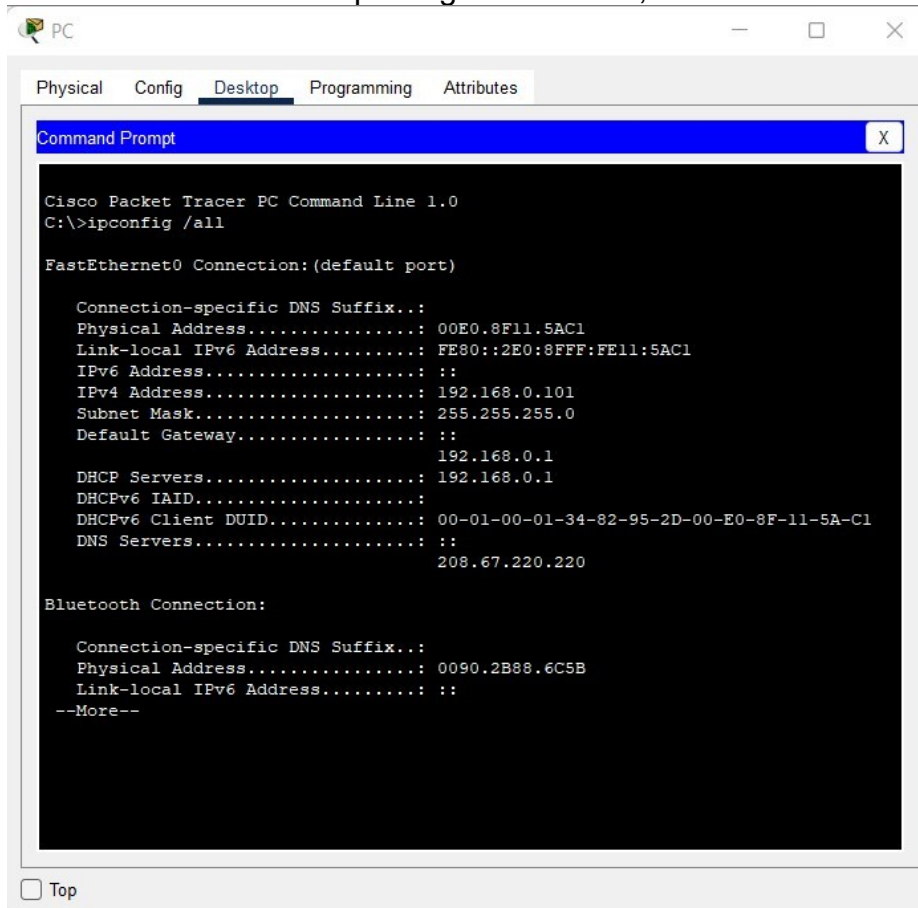 PC
Physical Config Desktop Programming Attributes
Command Prompt X
Cisco Packet Tracer PC Command Line 1.0
C:\>ipconfig /all
FastEthernet0 Connection:(default port)
Connection-specific DNS Suffix..:
Physical Address................: 00E0.8F11.5AC1
Link-local IPv6 Address.........: FE80::2E0:8FFF:FE11:5AC1
IPv6 Address....................: ::
IPv4 Address....................: 192.168.0.101
Subnet Mask.....................: 255.255.255.0
Default Gateway.................: ::
192.168.0.1
DHCP Servers....................: 192.168.0.1
DHCPv6 IAID.....................:
DHCPv6 Client DUID..............: 00-01-00-01-34-82-95-2D-00-E0-8F-11-5A-C1
DNS Servers.....................: ::
208.67.220.220
Bluetooth Connection:
Connection-specific DNS Suffix..:
Physical Address................: 0090.2B88.6C5B
Link-local IPv6 Address.........: ::
--More--
Top